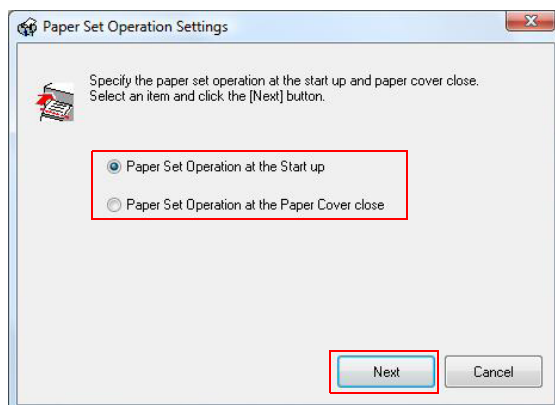 Paper Set Operation Settings
Specify the paper set operation at the start up and paper cover close.
Select an item and click the [Next] button.
Paper Set Operation at the Start up
Paper Set Operation at the Paper Cover close
Next
Cancel